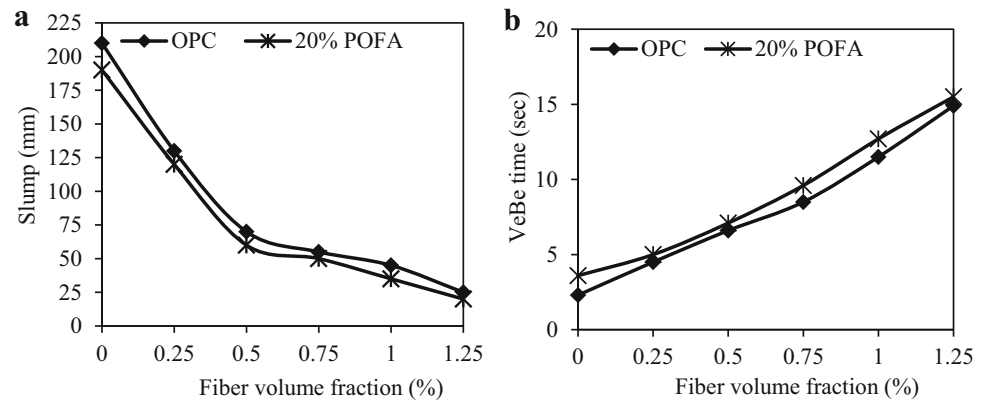 a
OPC
20% POFA
Slump (mm)
225
200
175
150
125
100
75
50
25
0
0 0.25 0.5 0.75 1 1.25
Fiber volume fraction (%)
b
OPC
20% POFA
VeBe time (sec)
20
15
10
5
0
0 0.25 0.5 0.75 1 1.25
Fiber volume fraction (%)